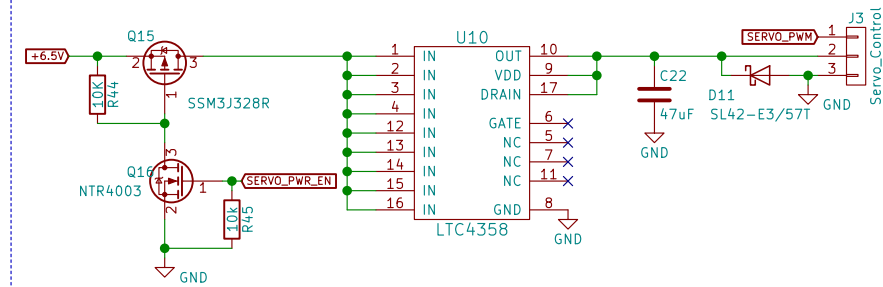 +6.5V
Q15
2
3
1
SSM3J328R
10K
R44
Q16
3
1
2
NTR4003
SERVO_PWR_EN
10k
R45
GND
U10
1 IN
2 IN
3 IN
4 IN
12 IN
13 IN
14 IN
15 IN
16 IN
OUT 10
VDD 9
DRAIN 17
GATE 6
NC 5
NC 7
NC 11
GND 8
LTC4358
GND
C22
47uF
GND
D11
SL42-E3/57T
GND
SERVO_PWM
J3
1
2
3
Servo_Control